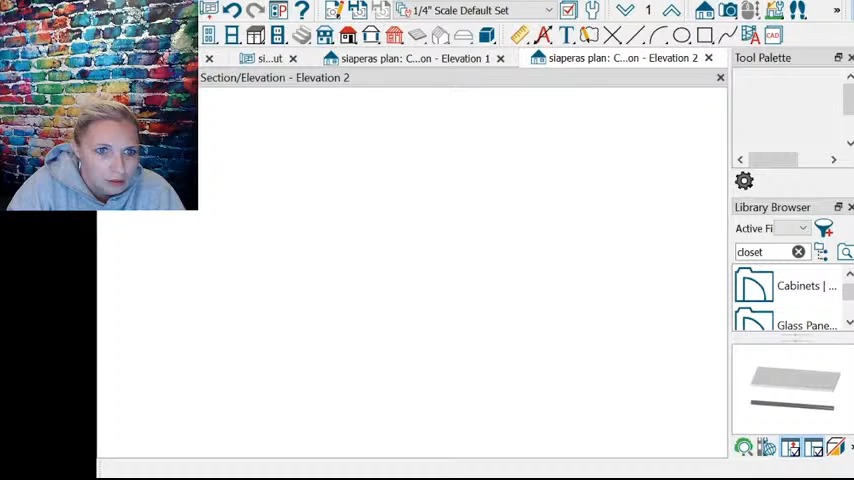 1/4" Scale Default Set
1
si...ut
siaperas plan: C...on - Elevation 1
siaperas plan: C...on - Elevation 2
Tool Palette
Section/Elevation - Elevation 2
Library Browser
Active Fi
closet
Cabinets | ...
Glass Pane...